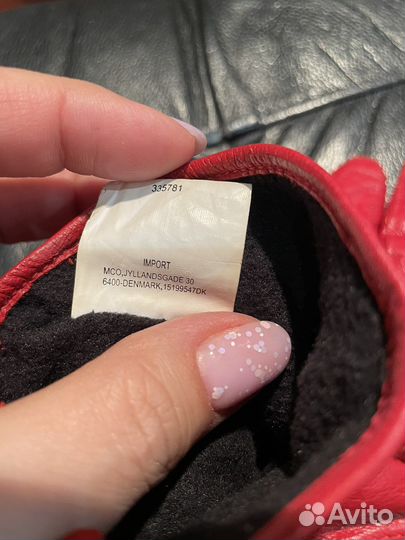 335781
IMPORT
MCO,JYLLANDSGADE 30
6400-DENMARK,15199547DK
Avito